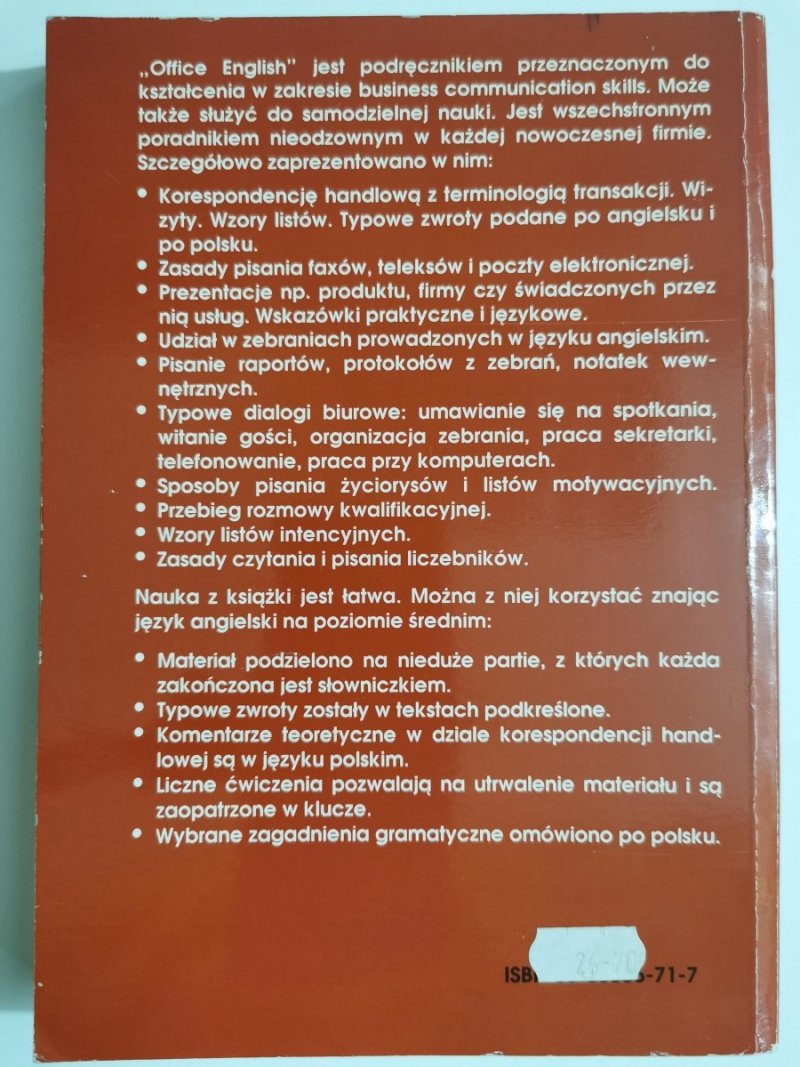 „Office English” jest podręcznikiem przeznaczonym do
kształcenia w zakresie business communication skills. Może
także służyć do samodzielnej nauki. Jest wszechstronnym
poradnikiem nieodzownym w każdej nowoczesnej firmie.
Szczegółowo zaprezentowano w nim:
• Korespondencję handlową z terminologią transakcji. Wi-
zyty. Wzory listów. Typowe zwroty podane po angielsku i
po polsku.
• Zasady pisania faxów, teleksów i poczty elektronicznej.
• Prezentacje np. produktu, firmy czy świadczonych przez
nią usług. Wskazówki praktyczne i językowe.
• Udział w zebraniach prowadzonych w języku angielskim.
• Pisanie raportów, protokołów z zebrań, notatek wew-
nętrznych.
• Typowe dialogi biurowe: umawianie się na spotkania,
witanie gości, organizacja zebrania, praca sekretarki,
telefonowanie, praca przy komputerach.
• Sposoby pisania życiorysów i listów motywacyjnych.
• Przebieg rozmowy kwalifikacyjnej.
• Wzory listów intencyjnych.
• Zasady czytania i pisania liczebników.
Nauka z książki jest łatwa. Można z niej korzystać znając
język angielski na poziomie średnim:
• Materiał podzielono na nieduże partie, z których każda
zakończona jest słowniczkiem.
• Typowe zwroty zostały w tekstach podkreślone.
• Komentarze teoretyczne w dziale korespondencji hand-
lowej są w języku polskim.
• Liczne ćwiczenia pozwalają na utrwalenie materiału i są
zaopatrzone w klucze.
• Wybrane zagadnienia gramatyczne omówiono po polsku.
26-70
-71-7